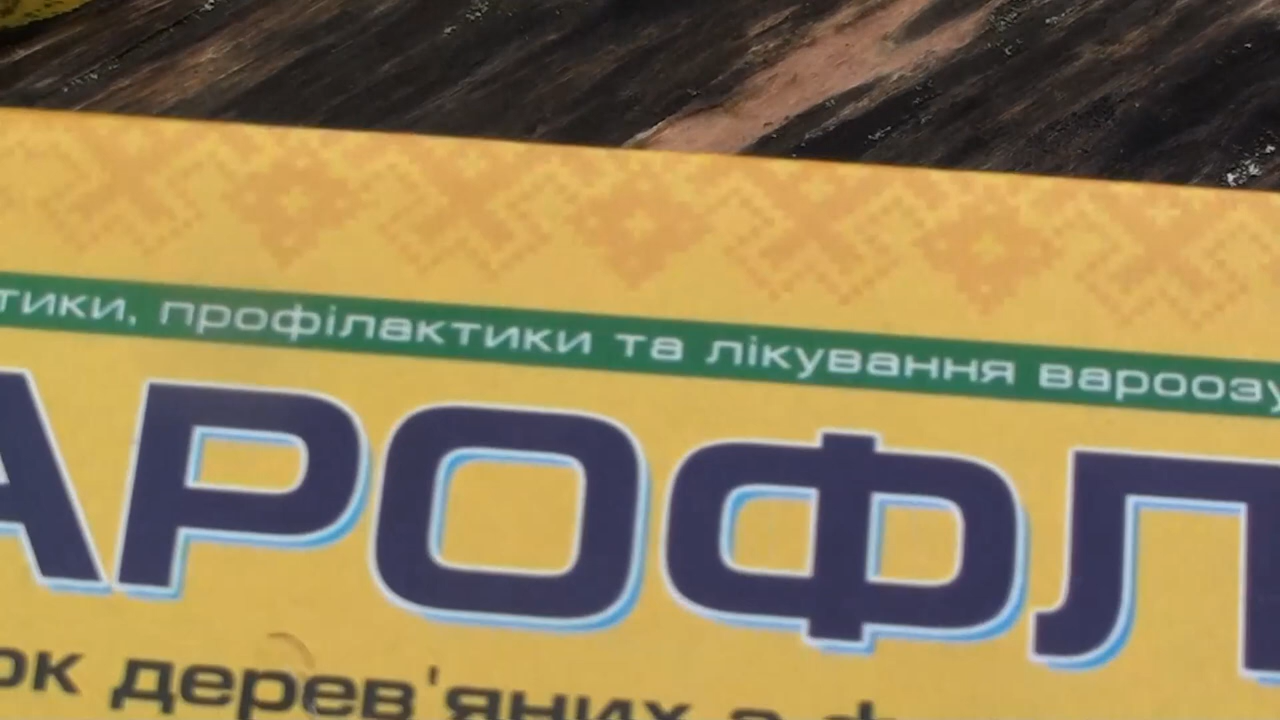 тики, профілактики та лікування вароозу
АРОФЛ
ок дерев'яних з ф